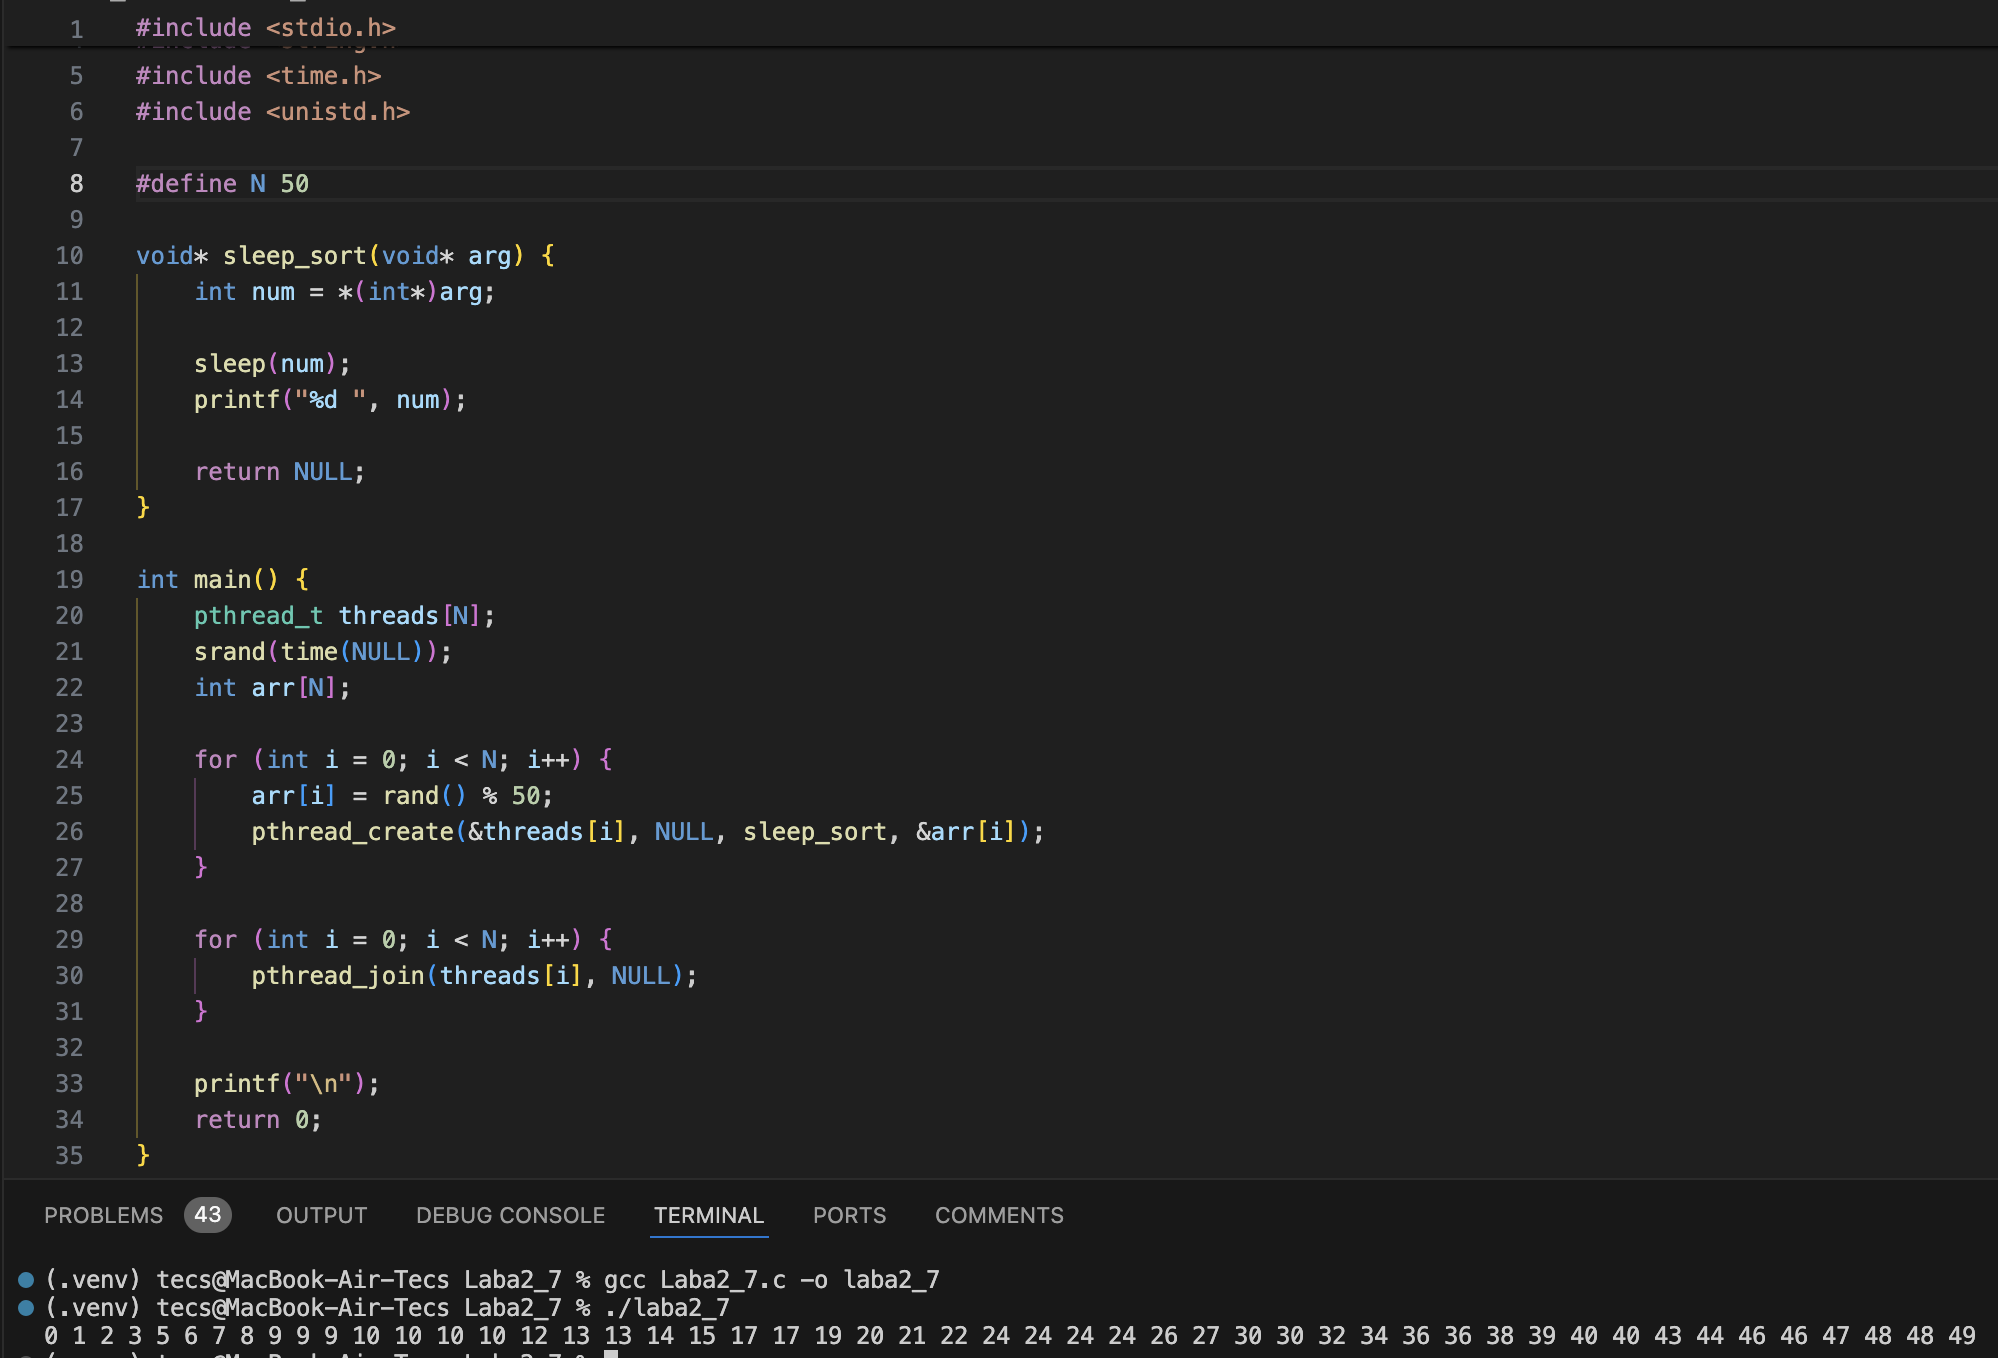 1 #include <stdio.h>
5 #include <time.h>
6 #include <unistd.h>
7
8 #define N 50
9
10 void* sleep_sort(void* arg) {
11     int num = *(int*)arg;
12
13     sleep(num);
14     printf("%d ", num);
15
16     return NULL;
17 }
18
19 int main() {
20     pthread_t threads[N];
21     srand(time(NULL));
22     int arr[N];
23
24     for (int i = 0; i < N; i++) {
25         arr[i] = rand() % 50;
26         pthread_create(&threads[i], NULL, sleep_sort, &arr[i]);
27     }
28
29     for (int i = 0; i < N; i++) {
30         pthread_join(threads[i], NULL);
31     }
32
33     printf("\n");
34     return 0;
35 }
PROBLEMS 43 OUTPUT DEBUG CONSOLE TERMINAL PORTS COMMENTS
(.venv) tecs@MacBook-Air-Tecs Laba2_7 % gcc Laba2_7.c -o laba2_7
(.venv) tecs@MacBook-Air-Tecs Laba2_7 % ./laba2_7
0 1 2 3 5 6 7 8 9 9 9 10 10 10 10 12 13 13 14 15 17 17 19 20 21 22 24 24 24 24 26 27 30 30 32 34 36 36 38 39 40 40 43 44 46 46 47 48 48 49